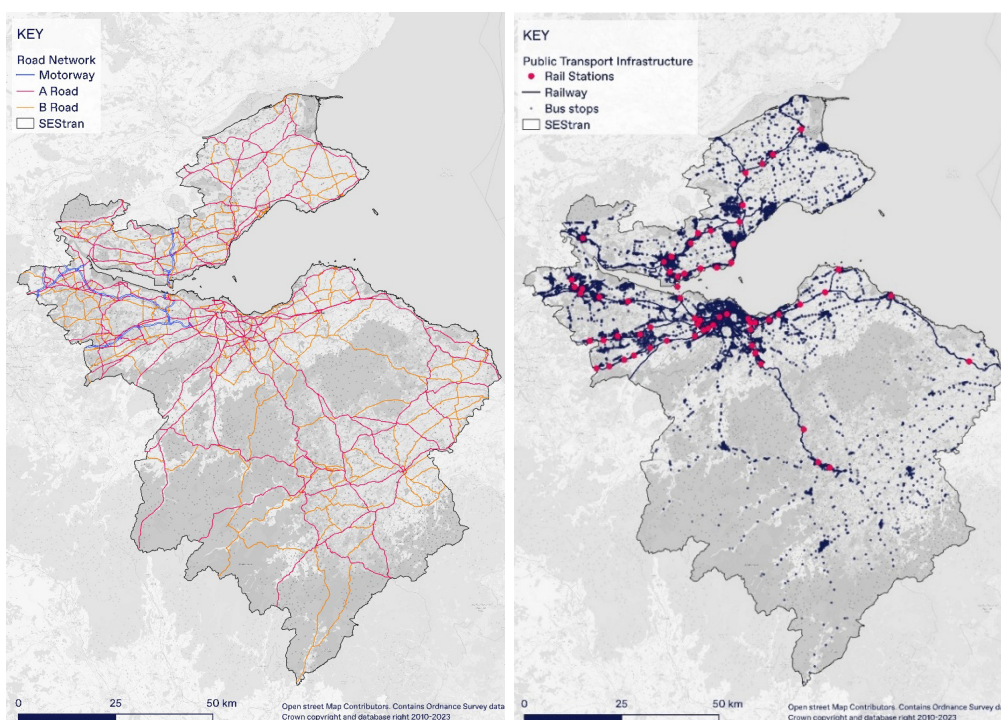 KEY
Road Network
Motorway
A Road
B Road
SEStran
0 25 50 km
Open street Map Contributors. Contains Ordnance Survey data
Crown copyright and database right 2010-2023
KEY
Public Transport Infrastructure
Rail Stations
Railway
Bus stops
SEStran
0 25 50 km
Open street Map Contributors. Contains Ordnance Survey d
Crown copyright and database right 2010-2023